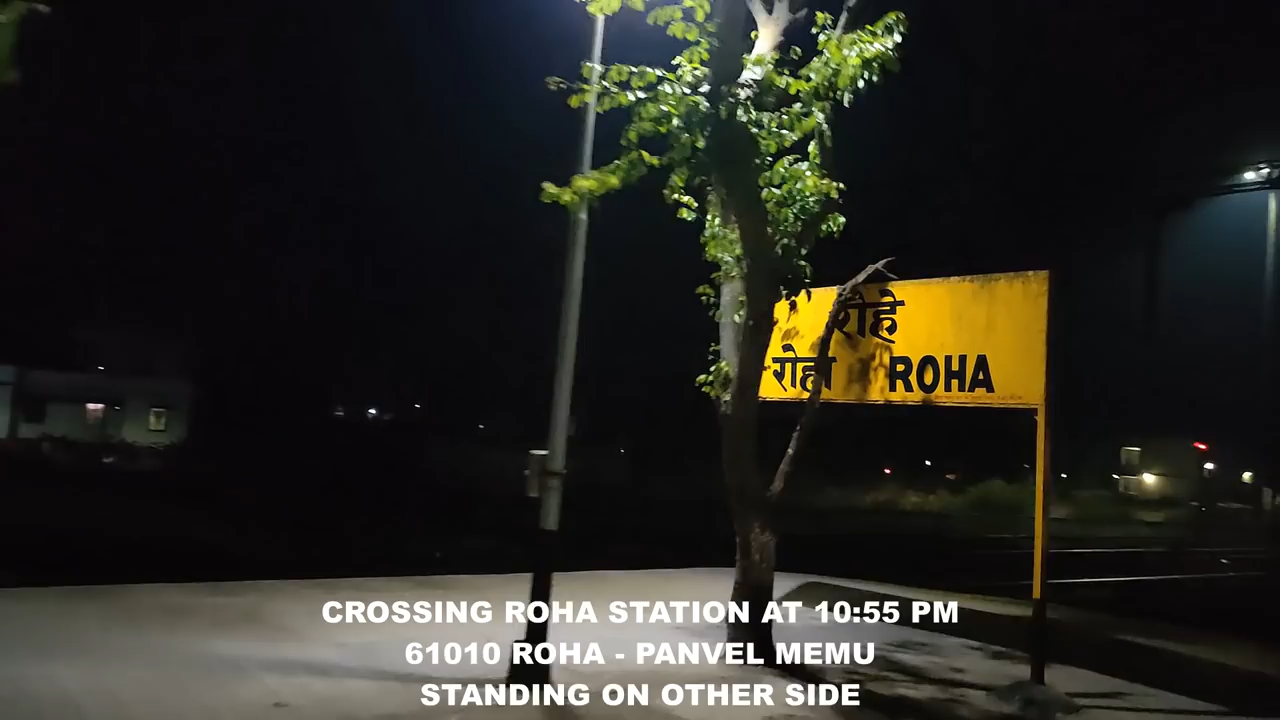 रोहे
रोहा ROHA
CROSSING ROHA STATION AT 10:55 PM
61010 ROHA - PANVEL MEMU
STANDING ON OTHER SIDE